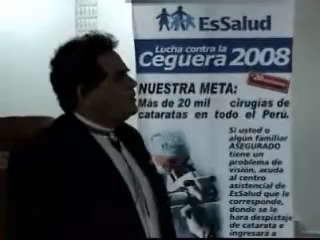 EsSalud
Lucha contra la
Ceguera 2008
NUESTRA META:
Más de 20 mil cirugías de
cataratas en todo el Perú.
Si usted o
algún familiar
ASEGURADO
tiene un
problema de
visión, acuda
al centro
asistencial de
EsSalud que le
corresponde,
donde se le
hara despistaje
de catarata e
ingresará a